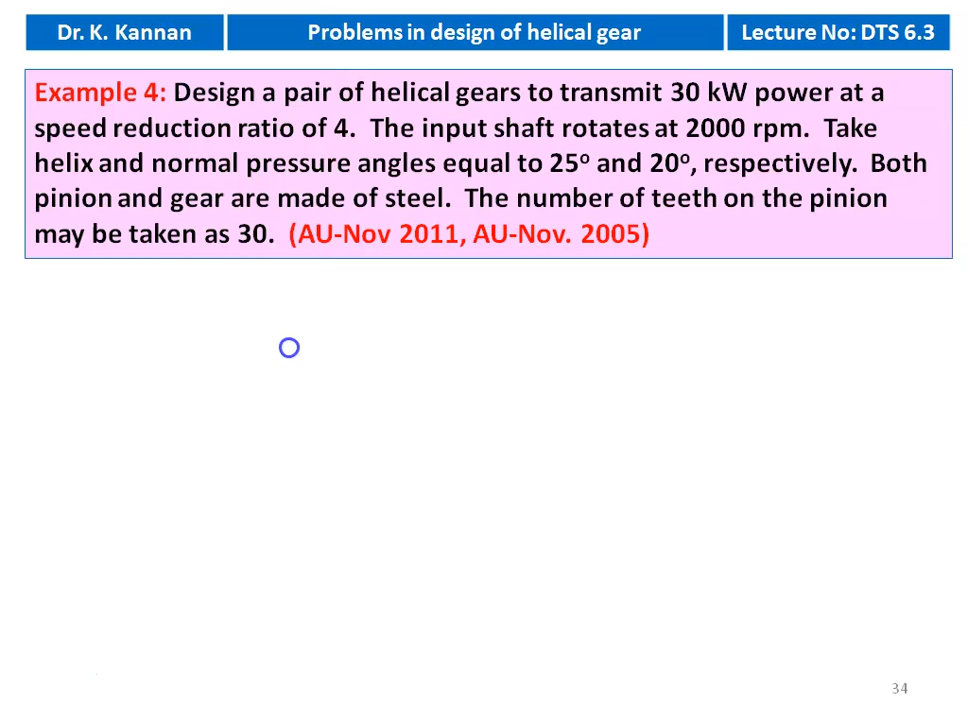 Dr. K. Kannan
Problems in design of helical gear
Lecture No: DTS 6.3
Example 4: Design a pair of helical gears to transmit 30 kW power at a
speed reduction ratio of 4. The input shaft rotates at 2000 rpm. Take
helix and normal pressure angles equal to 25º and 20º, respectively. Both
pinion and gear are made of steel. The number of teeth on the pinion
may be taken as 30. (AU-Nov 2011, AU-Nov. 2005)
34